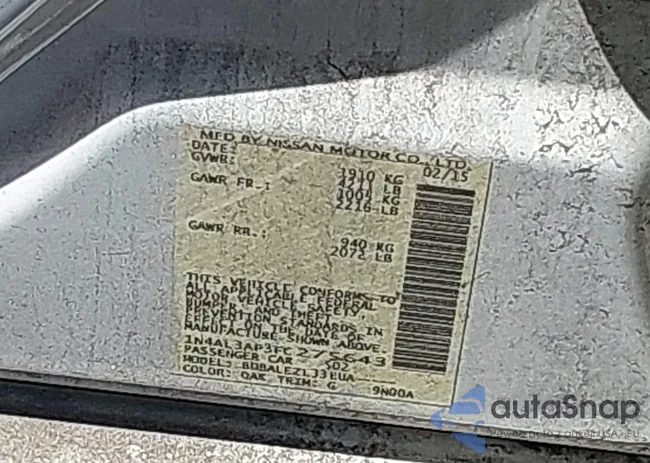 MFD BY NISSAN MOTOR CO., LTD.
DATE: 02/15
GVWR: 1910 KG
4211 LB
GAWR FR.: 1005 KG
2216 LB
GAWR RR.: 940 KG
2072 LB
THIS VEHICLE CONFORMS TO
ALL APPLICABLE FEDERAL
MOTOR VEHICLE SAFETY
BUMPER, AND THEFT
PREVENTION STANDARDS IN
EFFECT ON THE DATE OF
MANUFACTURE SHOWN ABOVE.
1N4AL3AP3FC275643
PASSENGER CAR 502
MODEL:
COLOR: QAK TRIM: G 9N00A
autoSnap